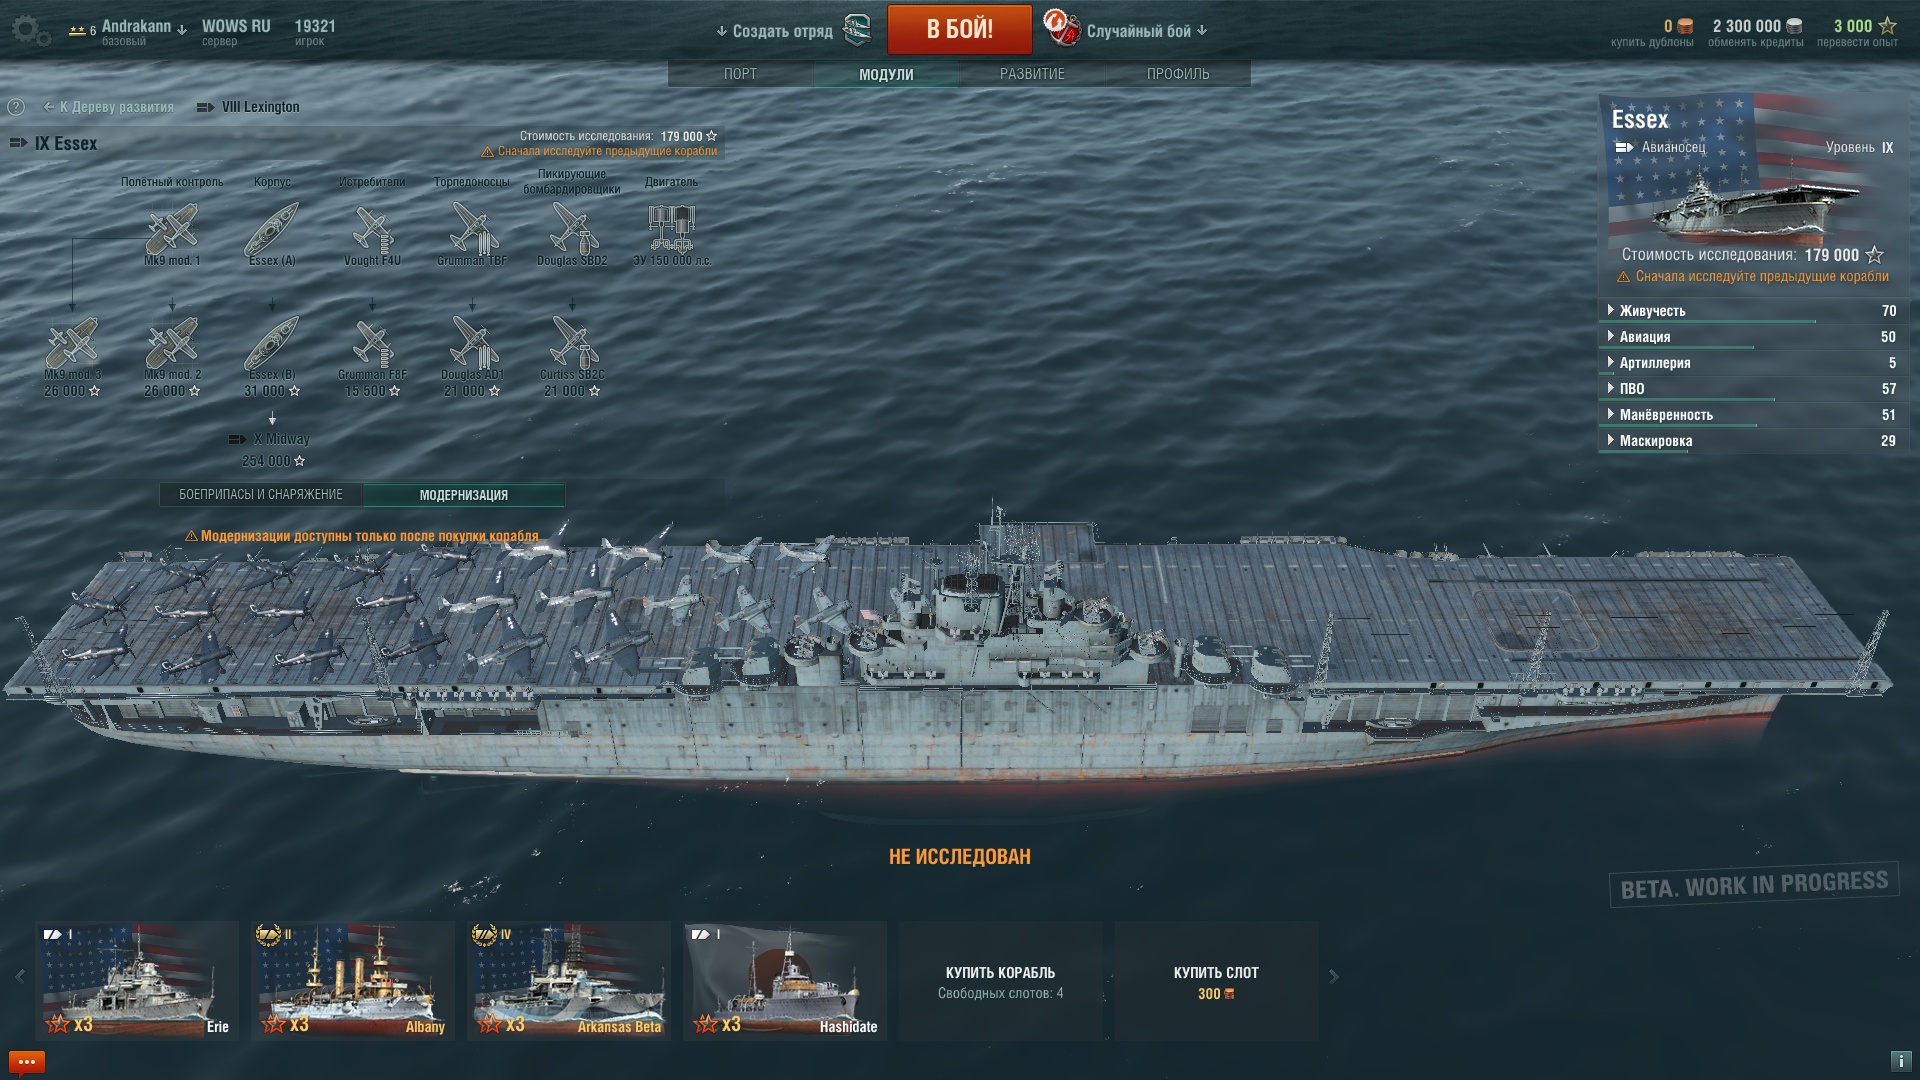 6 Andrakann
базовый
WOWS RU
сервер
19321
игрок
Создать отряд
В БОЙ!
Случайный бой
0
купить дублоны
2 300 000
обменять кредиты
3 000
перевести опыт
ПОРТ
МОДУЛИ
РАЗВИТИЕ
ПРОФИЛЬ
? К Дереву развития
VIII Lexington
IX Essex
Стоимость исследования: 179 000
Сначала исследуйте предыдущие корабли
Полётный контроль
Корпус
Истребители
Торпедоносцы
Пикирующие
бомбардировщики
Двигатель
Mk9 mod. 1
Essex (A)
Vought F4U
Grumman TBF
Douglas SBD2
ЭУ 150 000 л.с.
Mk9 mod. 3
26 000
Mk9 mod. 2
26 000
Essex (B)
31 000
Grumman F8F
15 500
Douglas AD1
21 000
Curtiss SB2C
21 000
X Midway
254 000
БОЕПРИПАСЫ И СНАРЯЖЕНИЕ
МОДЕРНИЗАЦИЯ
Модернизации доступны только после покупки корабля
Essex
Авианосец
Уровень IX
Стоимость исследования: 179 000
Сначала исследуйте предыдущие корабли
Живучесть 70
Авиация 50
Артиллерия 5
ПВО 57
Манёвренность 51
Маскировка 29
НЕ ИССЛЕДОВАН
BETA. WORK IN PROGRESS
I
x3
Erie
II
x3
Albany
IV
x3
Arkansas Beta
I
x3
Hashidate
КУПИТЬ КОРАБЛЬ
Свободных слотов: 4
КУПИТЬ СЛОТ
300